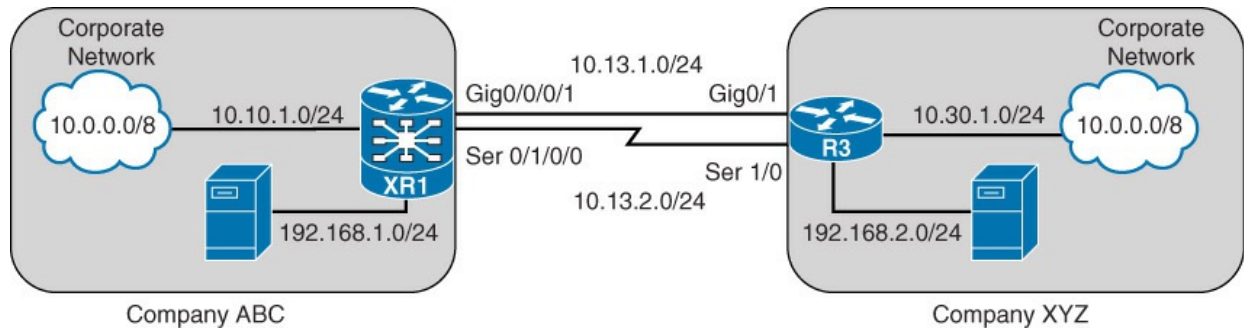 Corporate
Network
10.0.0.0/8
10.10.1.0/24
XR1
192.168.1.0/24
Company ABC
Gig0/0/0/1
Ser 0/1/0/0
10.13.1.0/24
10.13.2.0/24
Gig0/1
Ser 1/0
R3
10.30.1.0/24
Corporate
Network
10.0.0.0/8
192.168.2.0/24
Company XYZ